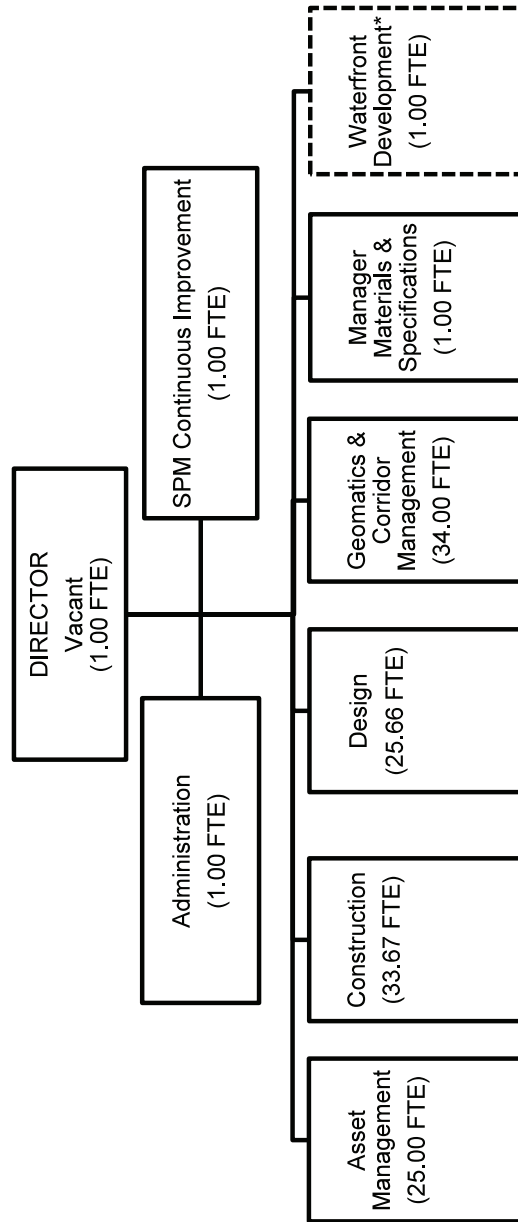 DIRECTOR
Vacant
(1.00 FTE)
Administration
(1.00 FTE)
SPM Continuous Improvement
(1.00 FTE)
Asset
Management
(25.00 FTE)
Construction
(33.67 FTE)
Design
(25.66 FTE)
Geomatics &
Corridor
Management
(34.00 FTE)
Manager
Materials &
Specifications
(1.00 FTE)
Waterfront
Development*
(1.00 FTE)